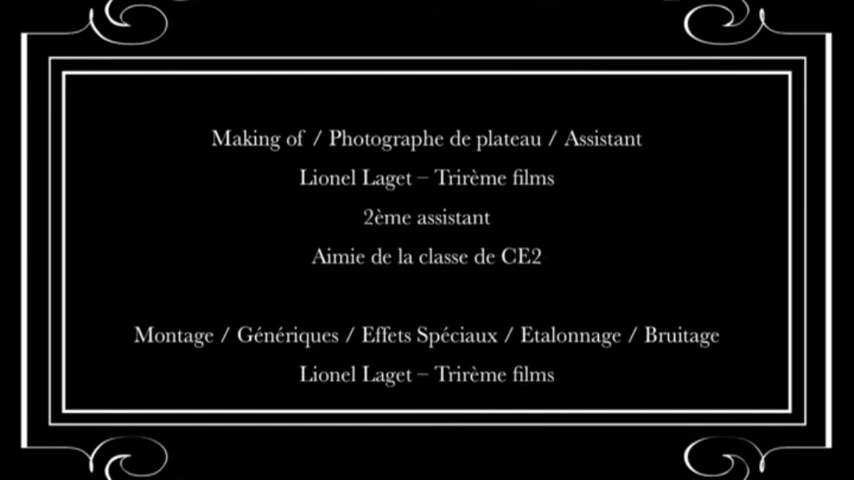 Making of / Photographe de plateau / Assistant
Lionel Laget – Trirème films
2ème assistant
Aimie de la classe de CE2
Montage / Génériques / Effets Spéciaux / Etalonnage / Bruitage
Lionel Laget – Trirème films